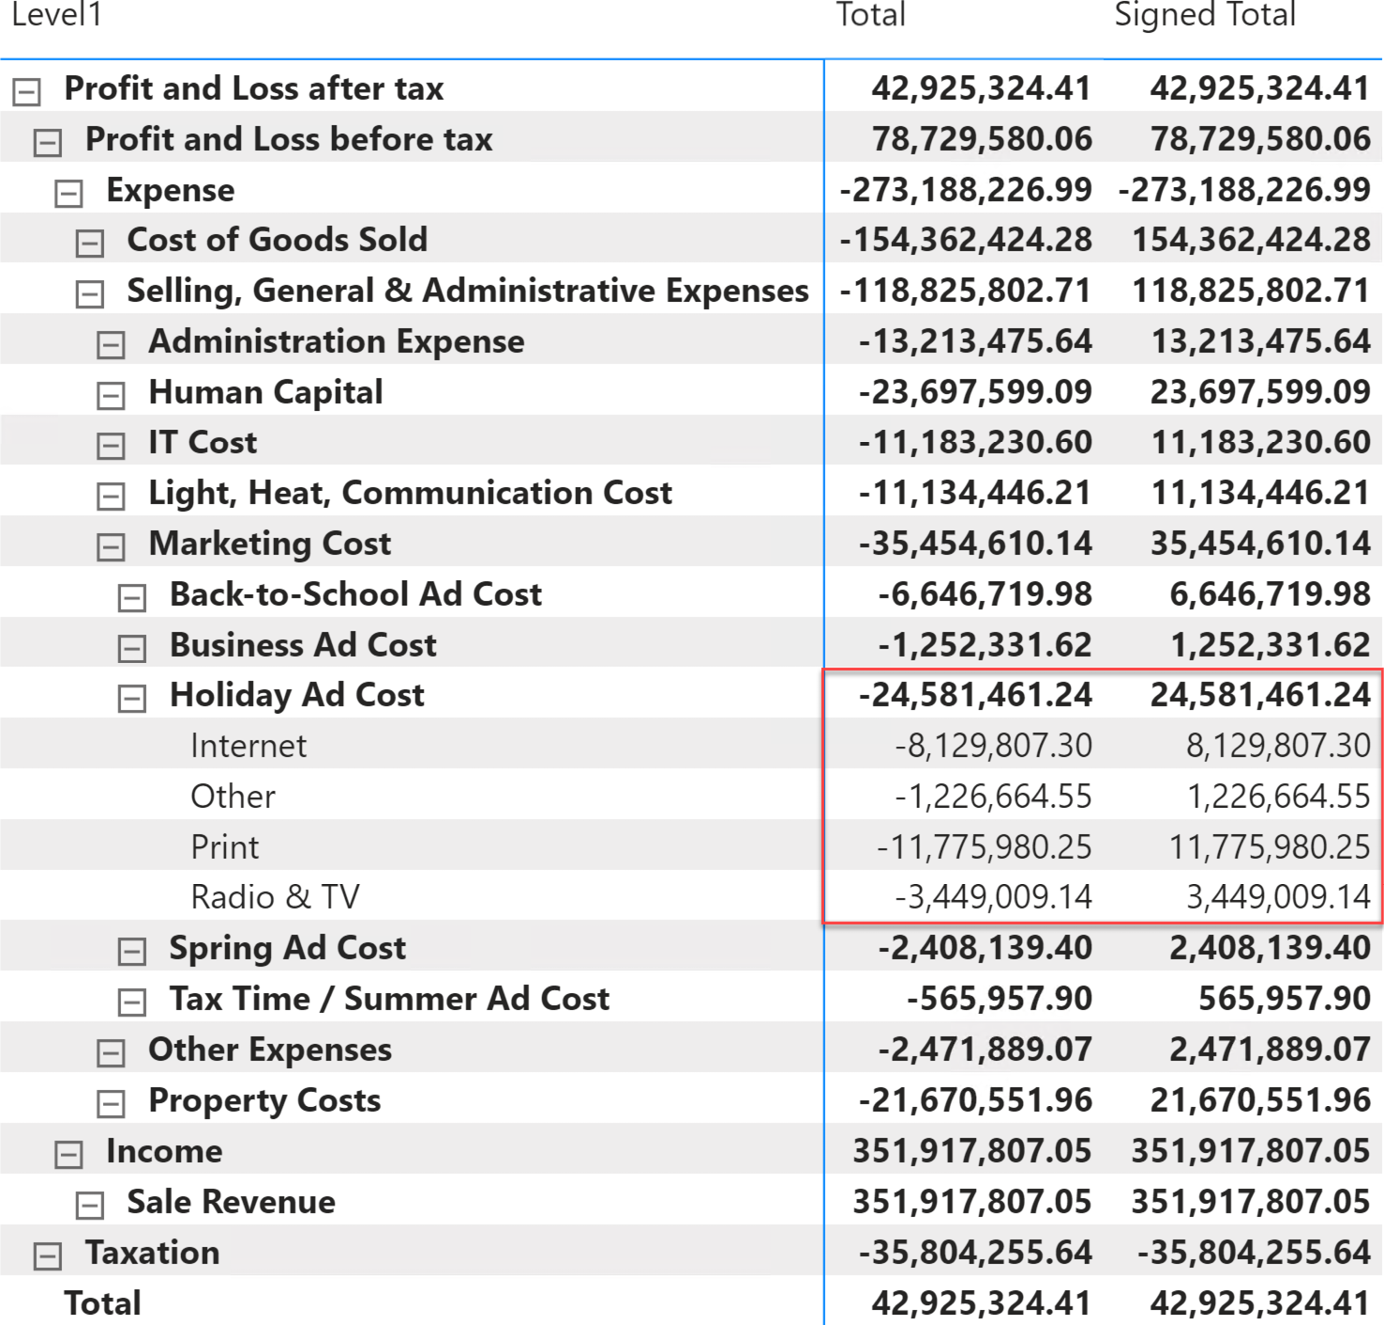 Level1 Total Signed Total
Profit and Loss after tax 42,925,324.41 42,925,324.41
Profit and Loss before tax 78,729,580.06 78,729,580.06
Expense -273,188,226.99 -273,188,226.99
Cost of Goods Sold -154,362,424.28 154,362,424.28
Selling, General & Administrative Expenses -118,825,802.71 118,825,802.71
Administration Expense -13,213,475.64 13,213,475.64
Human Capital -23,697,599.09 23,697,599.09
IT Cost -11,183,230.60 11,183,230.60
Light, Heat, Communication Cost -11,134,446.21 11,134,446.21
Marketing Cost -35,454,610.14 35,454,610.14
Back-to-School Ad Cost -6,646,719.98 6,646,719.98
Business Ad Cost -1,252,331.62 1,252,331.62
Holiday Ad Cost -24,581,461.24 24,581,461.24
Internet -8,129,807.30 8,129,807.30
Other -1,226,664.55 1,226,664.55
Print -11,775,980.25 11,775,980.25
Radio & TV -3,449,009.14 3,449,009.14
Spring Ad Cost -2,408,139.40 2,408,139.40
Tax Time / Summer Ad Cost -565,957.90 565,957.90
Other Expenses -2,471,889.07 2,471,889.07
Property Costs -21,670,551.96 21,670,551.96
Income 351,917,807.05 351,917,807.05
Sale Revenue 351,917,807.05 351,917,807.05
Taxation -35,804,255.64 -35,804,255.64
Total 42,925,324.41 42,925,324.41